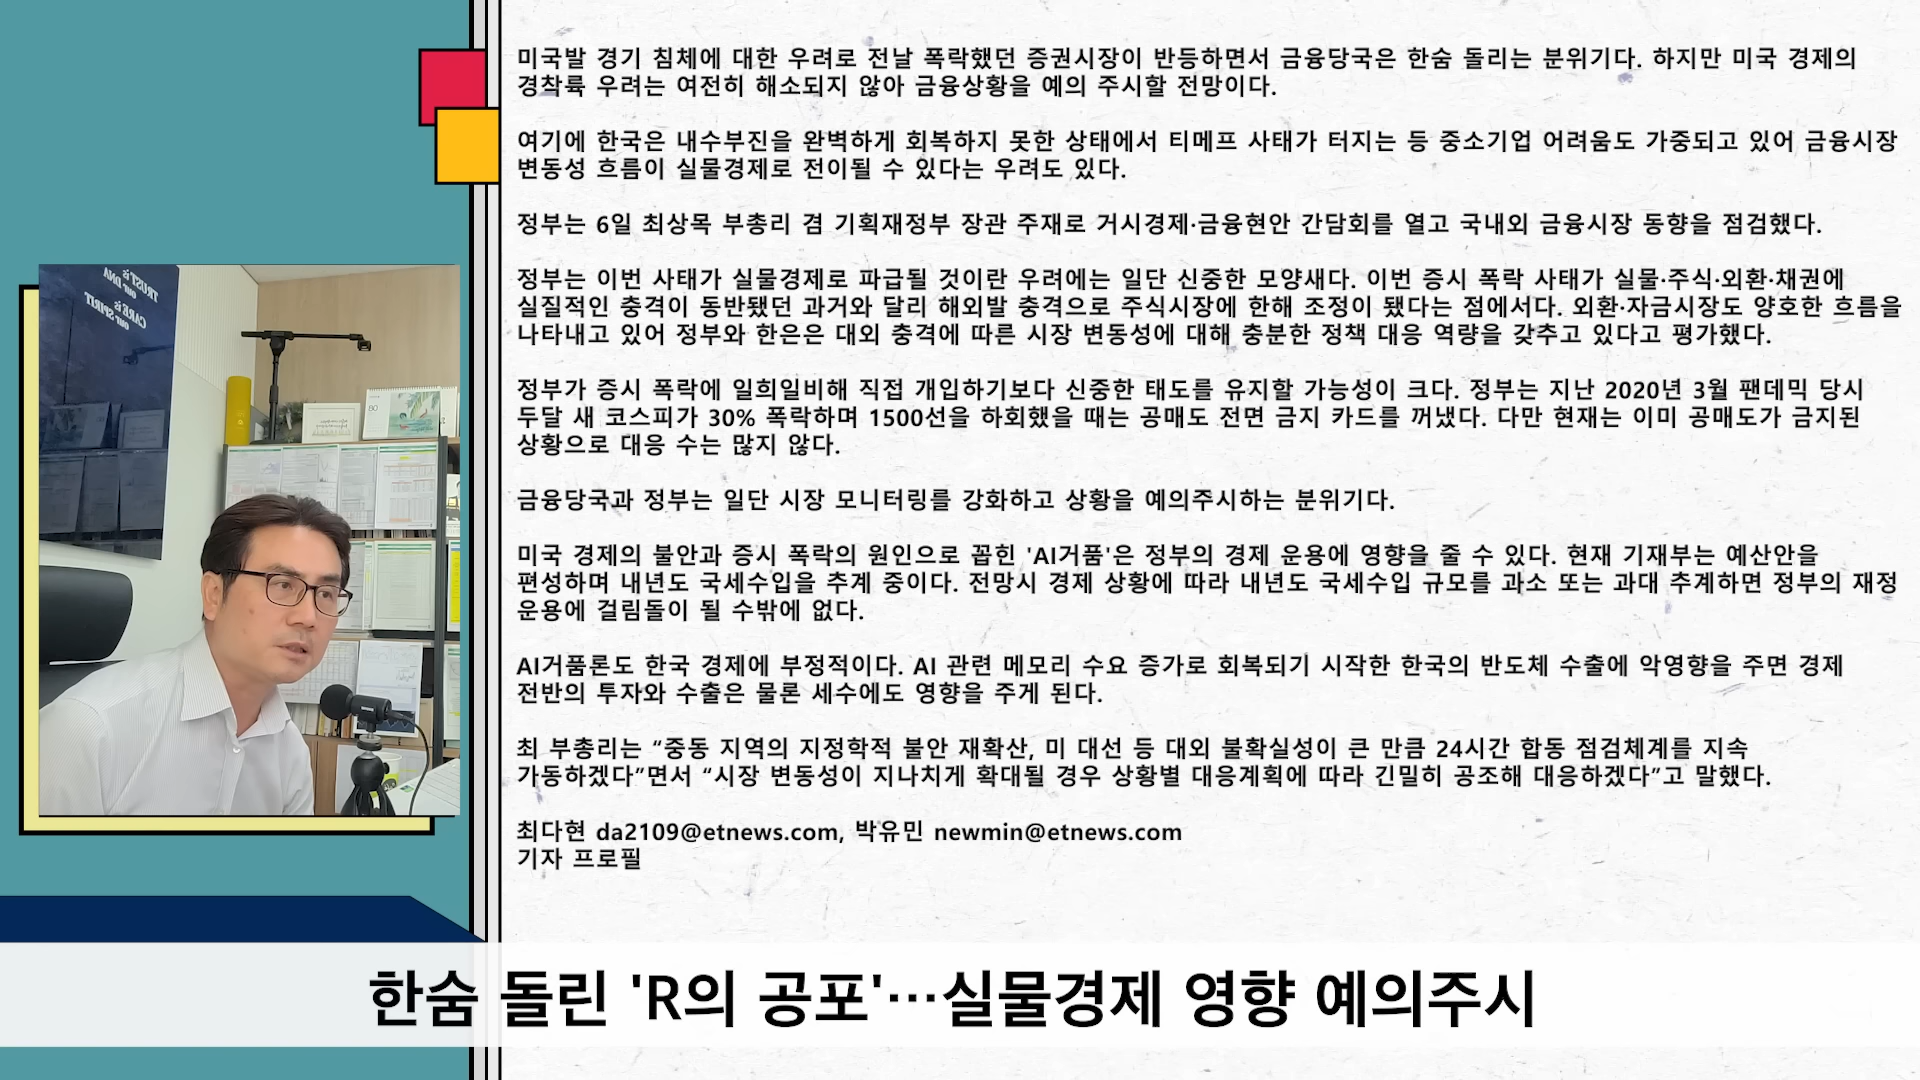 미국발 경기 침체에 대한 우려로 전날 폭락했던 증권시장이 반등하면서 금융당국은 한숨 돌리는 분위기다. 하지만 미국 경제의
경착륙 우려는 여전히 해소되지 않아 금융상황을 예의 주시할 전망이다.
여기에 한국은 내수부진을 완벽하게 회복하지 못한 상태에서 티메프 사태가 터지는 등 중소기업 어려움도 가중되고 있어 금융시장
변동성 흐름이 실물경제로 전이될 수 있다는 우려도 있다.
정부는 6일 최상목 부총리 겸 기획재정부 장관 주재로 거시경제·금융현안 간담회를 열고 국내외 금융시장 동향을 점검했다.
정부는 이번 사태가 실물경제로 파급될 것이란 우려에는 일단 신중한 모양새다. 이번 증시 폭락 사태가 실물·주식·외환·채권에
실질적인 충격이 동반됐던 과거와 달리 해외발 충격으로 주식시장에 한해 조정이 됐다는 점에서다. 외환·자금시장도 양호한 흐름을
나타내고 있어 정부와 한은은 대외 충격에 따른 시장 변동성에 대해 충분한 정책 대응 역량을 갖추고 있다고 평가했다.
정부가 증시 폭락에 일희일비해 직접 개입하기보다 신중한 태도를 유지할 가능성이 크다. 정부는 지난 2020년 3월 팬데믹 당시
두달 새 코스피가 30% 폭락하며 1500선을 하회했을 때는 공매도 전면 금지 카드를 꺼냈다. 다만 현재는 이미 공매도가 금지된
상황으로 대응 수는 많지 않다.
금융당국과 정부는 일단 시장 모니터링을 강화하고 상황을 예의주시하는 분위기다.
미국 경제의 불안과 증시 폭락의 원인으로 꼽힌 'AI거품'은 정부의 경제 운용에 영향을 줄 수 있다. 현재 기재부는 예산안을
편성하며 내년도 국세수입을 추계 중이다. 전망시 경제 상황에 따라 내년도 국세수입 규모를 과소 또는 과대 추계하면 정부의 재정
운용에 걸림돌이 될 수밖에 없다.
AI거품론도 한국 경제에 부정적이다. AI 관련 메모리 수요 증가로 회복되기 시작한 한국의 반도체 수출에 악영향을 주면 경제
전반의 투자와 수출은 물론 세수에도 영향을 주게 된다.
최 부총리는 “중동 지역의 지정학적 불안 재확산, 미 대선 등 대외 불확실성이 큰 만큼 24시간 합동 점검체계를 지속
가동하겠다”면서 “시장 변동성이 지나치게 확대될 경우 상황별 대응계획에 따라 긴밀히 공조해 대응하겠다”고 말했다.
최다현 da2109@etnews.com, 박유민 newmin@etnews.com
기자 프로필
TRUST is
our DNA
CARE is
our SPIRIT
한숨 돌린 'R의 공포'…실물경제 영향 예의주시